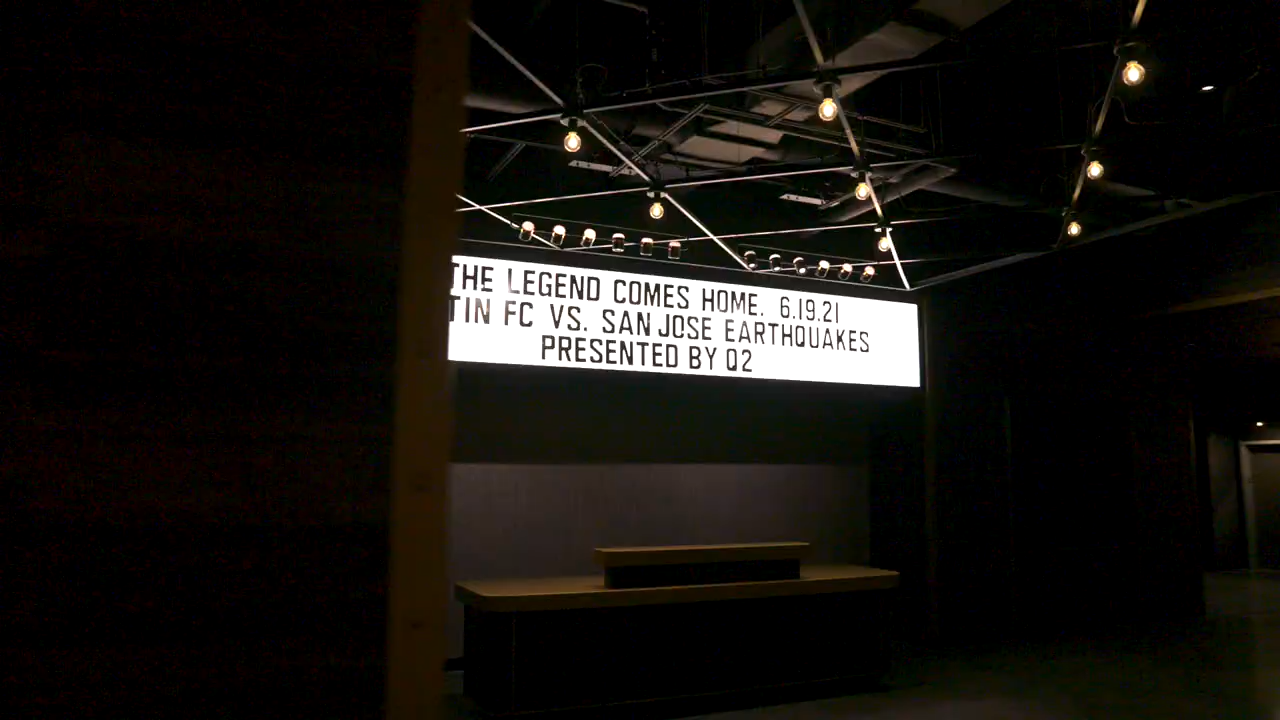 THE LEGEND COMES HOME. 6.19.21
TIN FC VS. SAN JOSE EARTHQUAKES
PRESENTED BY Q2